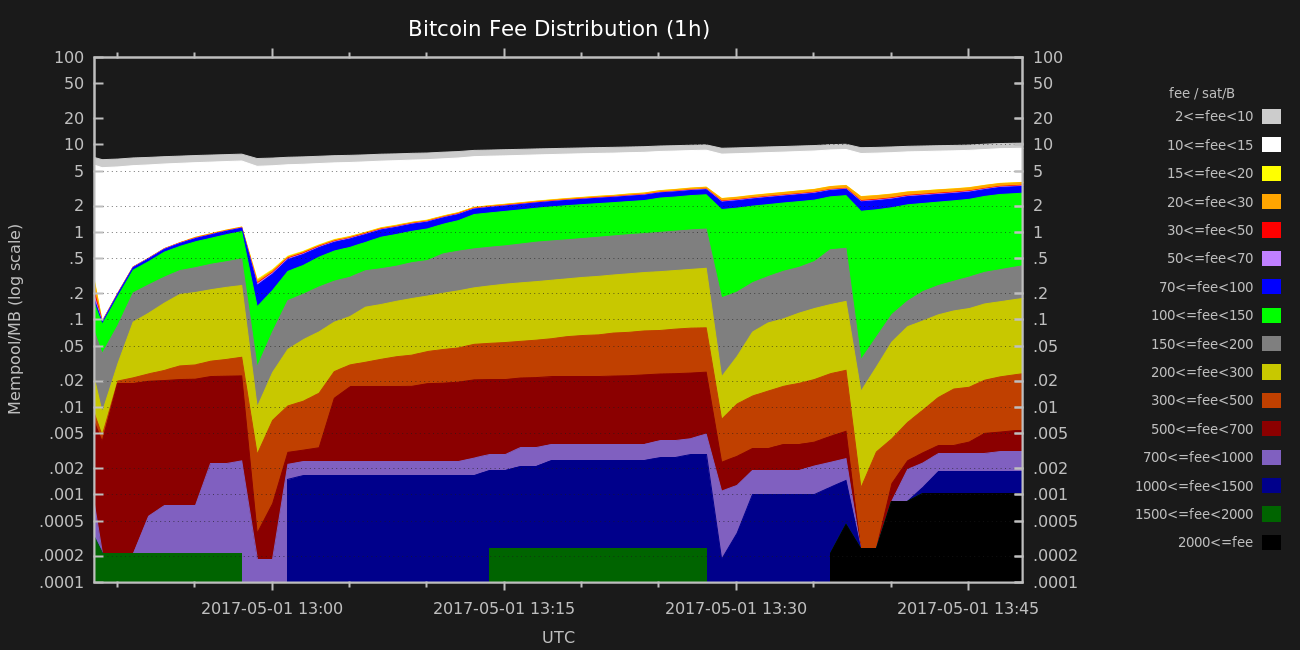 Bitcoin Fee Distribution (1h)
100 100
50 50
20 20
10 10
5 5
2 2
1 1
.5 .5
.2 .2
.1 .1
.05 .05
.02 .02
.01 .01
.005 .005
.002 .002
.001 .001
.0005 .0005
.0002 .0002
.0001 .0001
Mempool/MB (log scale)
2017-05-01 13:00 2017-05-01 13:15 2017-05-01 13:30 2017-05-01 13:45
UTC
fee / sat/B
2<=fee<10
10<=fee<15
15<=fee<20
20<=fee<30
30<=fee<50
50<=fee<70
70<=fee<100
100<=fee<150
150<=fee<200
200<=fee<300
300<=fee<500
500<=fee<700
700<=fee<1000
1000<=fee<1500
1500<=fee<2000
2000<=fee